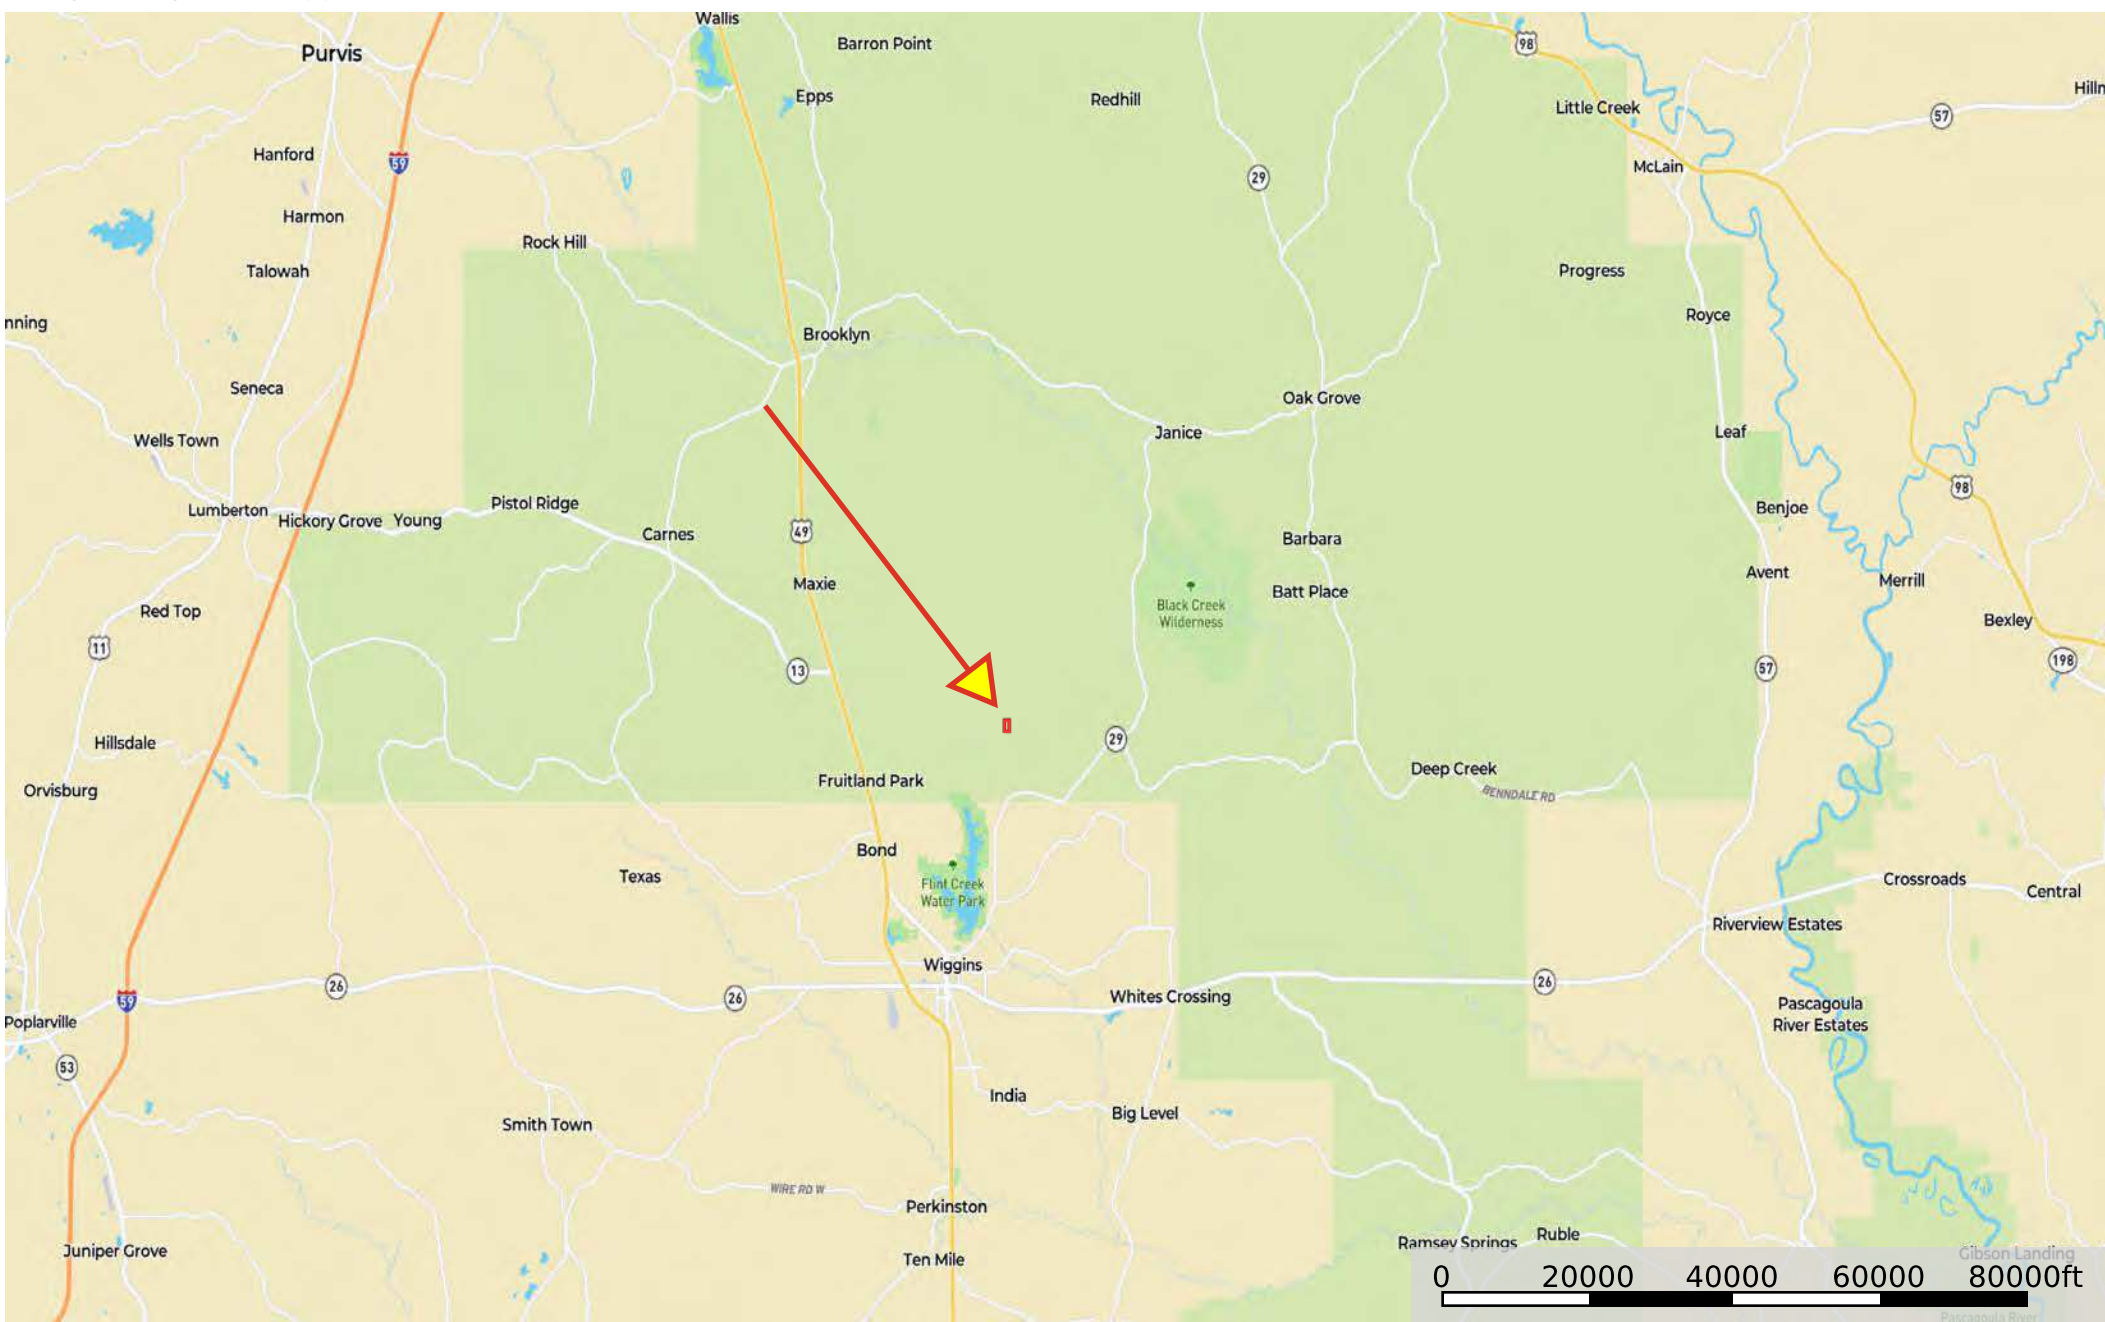 Wallis
Purvis
Barron Point
98
Epps
Redhill
Little Creek
57
Hanford
59
McLain
29
Harmon
Rock Hill
Talowah
Progress
nning
Royce
Brooklyn
Seneca
Oak Grove
Wells Town
Janice
Leaf
98
Lumberton
Hickory Grove
Young
Pistol Ridge
Benjoe
Carnes
49
Barbara
Maxie
Avent
Merrill
Batt Place
Black Creek
Wilderness
Red Top
Bexley
11
13
57
198
Hillsdale
29
Fruitland Park
Deep Creek
BENNDALE RD
Orvisburg
Bond
Texas
Flint Creek
Water Park
Crossroads
Central
Riverview Estates
Wiggins
26
59
26
26
Whites Crossing
Pascagoula
River Estates
Poplarville
53
India
Big Level
Smith Town
WIRE RD W
Perkinston
Ramsey Springs
Ruble
Juniper Grove
Ten Mile
Gibson Landing
0 20000 40000 60000 80000ft
Pascagoula River